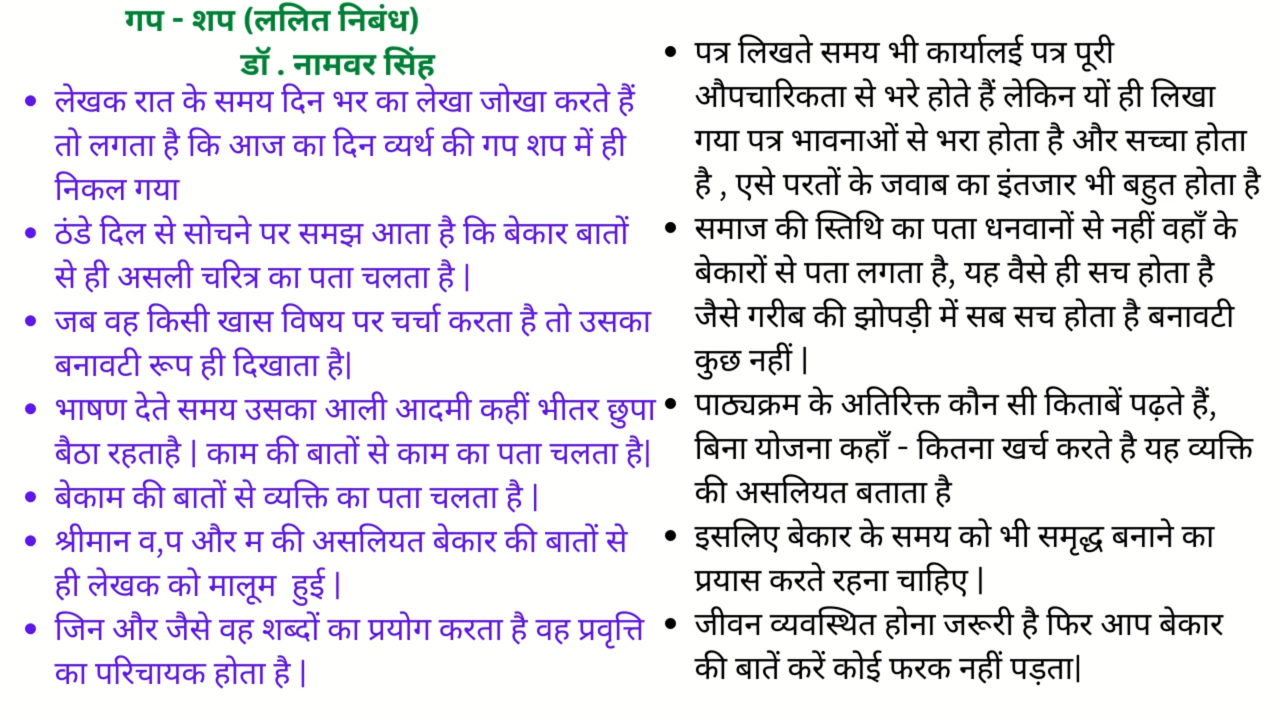 गप - शप (ललित निबंध)
डॉ . नामवर सिंह
• लेखक रात के समय दिन भर का लेखा जोखा करते हैं
तो लगता है कि आज का दिन व्यर्थ की गप शप में ही
निकल गया
• ठंडे दिल से सोचने पर समझ आता है कि बेकार बातों
से ही असली चरित्र का पता चलता है |
• जब वह किसी खास विषय पर चर्चा करता है तो उसका
बनावटी रूप ही दिखाता है|
• भाषण देते समय उसका आली आदमी कहीं भीतर छुपा
बैठा रहताहै | काम की बातों से काम का पता चलता है|
• बेकाम की बातों से व्यक्ति का पता चलता है |
• श्रीमान व,प और म की असलियत बेकार की बातों से
ही लेखक को मालूम  हुई |
• जिन और जैसे वह शब्दों का प्रयोग करता है वह प्रवृत्ति
का परिचायक होता है |
• पत्र लिखते समय भी कार्यालई पत्र पूरी
औपचारिकता से भरे होते हैं लेकिन यों ही लिखा
गया पत्र भावनाओं से भरा होता है और सच्चा होता
है , एसे परतों के जवाब का इंतजार भी बहुत होता है
• समाज की स्तिथि का पता धनवानों से नहीं वहाँ के
बेकारों से पता लगता है, यह वैसे ही सच होता है
जैसे गरीब की झोपड़ी में सब सच होता है बनावटी
कुछ नहीं |
• पाठ्यक्रम के अतिरिक्त कौन सी किताबें पढ़ते हैं,
बिना योजना कहाँ - कितना खर्च करते है यह व्यक्ति
की असलियत बताता है
• इसलिए बेकार के समय को भी समृद्ध बनाने का
प्रयास करते रहना चाहिए |
• जीवन व्यवस्थित होना जरूरी है फिर आप बेकार
की बातें करें कोई फरक नहीं पड़ता|